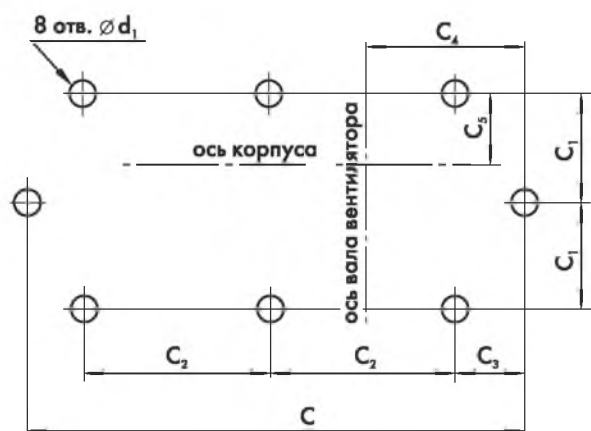 8 отв. ⌀ d₁
C₄
ось корпуса
ось вала вентилятора
C₅
C₁
C₁
C₂
C₂
C₃
C